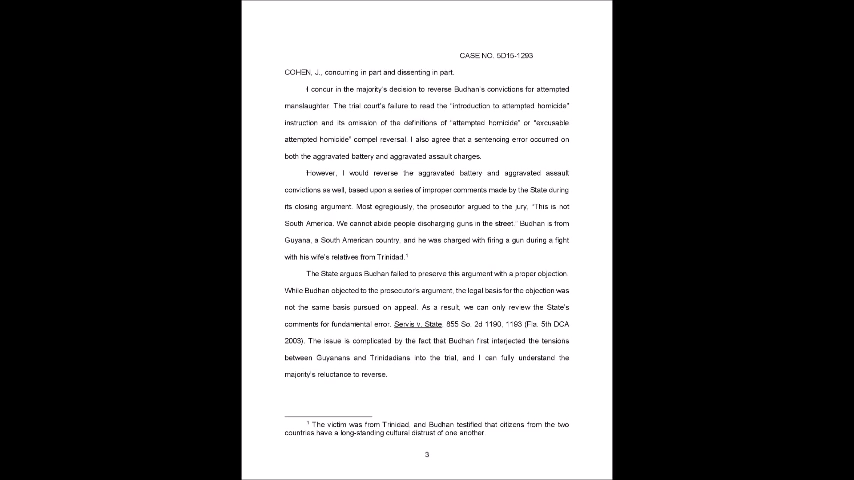 CASE NO. 5D15-1293
COHEN, J., concurring in part and dissenting in part.
I concur in the majority's decision to reverse Budhan's convictions for attempted
manslaughter. The trial court's failure to read the "introduction to attempted homicide"
instruction and its omission of the definitions of "attempted homicide" or "excusable
attempted homicide" compel reversal. I also agree that a sentencing error occurred on
both the aggravated battery and aggravated assault charges.
However, I would reverse the aggravated battery and aggravated assault
convictions as well, based upon a series of improper comments made by the State during
its closing argument. Most egregiously, the prosecutor argued to the jury, "This is not
South America. We cannot abide people discharging guns in the street." Budhan is from
Guyana, a South American country, and he was charged with firing a gun during a fight
with his wife's relatives from Trinidad.1
The State argues Budhan failed to preserve this argument with a proper objection.
While Budhan objected to the prosecutor's argument, the legal basis for the objection was
not the same basis pursued on appeal. As a result, we can only review the State's
comments for fundamental error. Servis v. State, 855 So. 2d 1190, 1193 (Fla. 5th DCA
2003). The issue is complicated by the fact that Budhan first interjected the tensions
between Guyanans and Trinidadians into the trial, and I can fully understand the
majority's reluctance to reverse.
1 The victim was from Trinidad, and Budhan testified that citizens from the two
countries have a long-standing cultural distrust of one another.
3